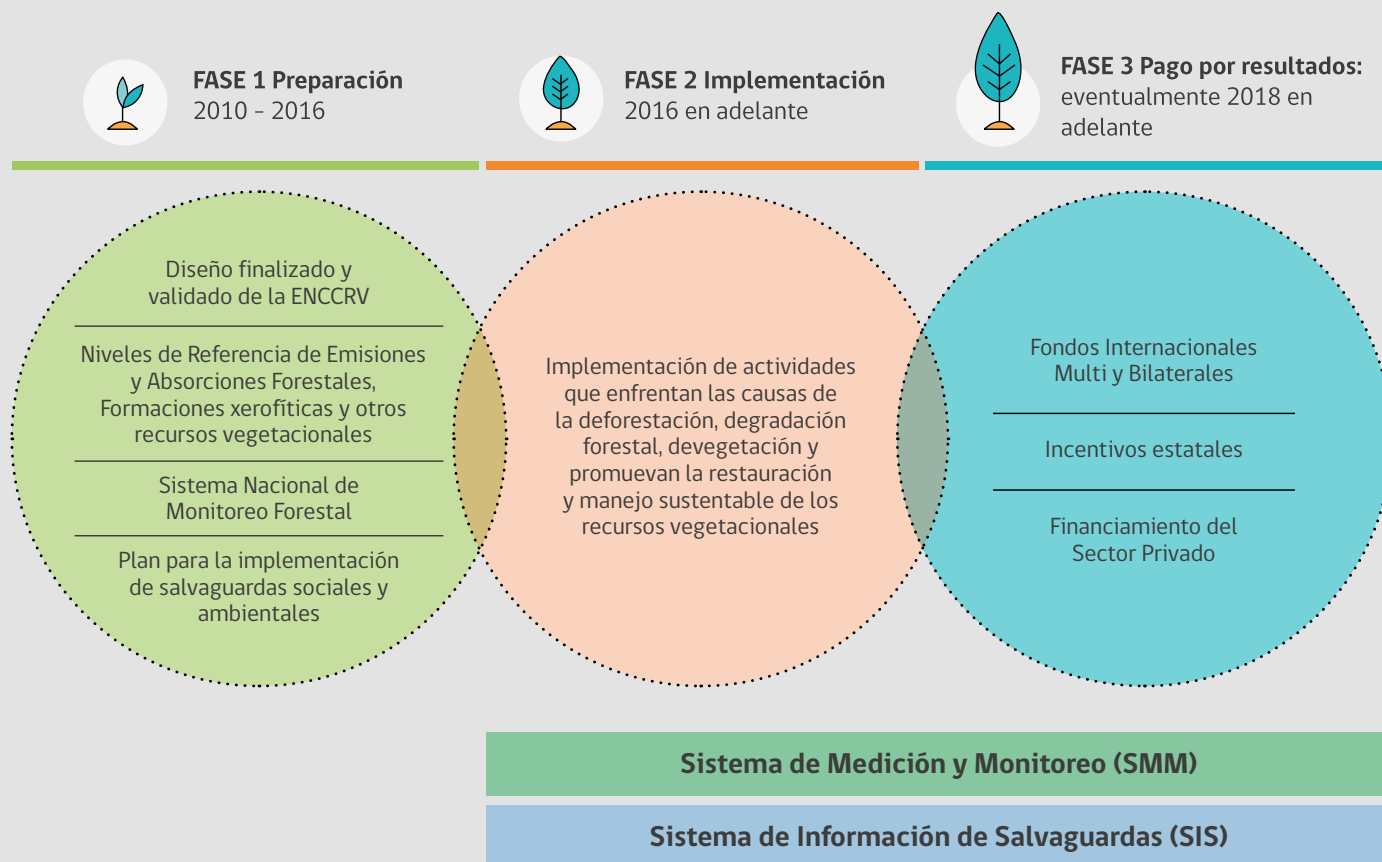 FASE 1 Preparación
2010 – 2016
FASE 2 Implementación
2016 en adelante
FASE 3 Pago por resultados:
eventualmente 2018 en
adelante
Diseño finalizado y
validado de la ENCCRV
Niveles de Referencia de Emisiones
y Absorciones Forestales,
Formaciones xerofíticas y otros
recursos vegetacionales
Sistema Nacional de
Monitoreo Forestal
Plan para la implementación
de salvaguardas sociales y
ambientales
Implementación de actividades
que enfrentan las causas de
la deforestación, degradación
forestal, devegetación y
promuevan la restauración
y manejo sustentable de los
recursos vegetacionales
Fondos Internacionales
Multi y Bilaterales
Incentivos estatales
Financiamiento del
Sector Privado
Sistema de Medición y Monitoreo (SMM)
Sistema de Información de Salvaguardas (SIS)